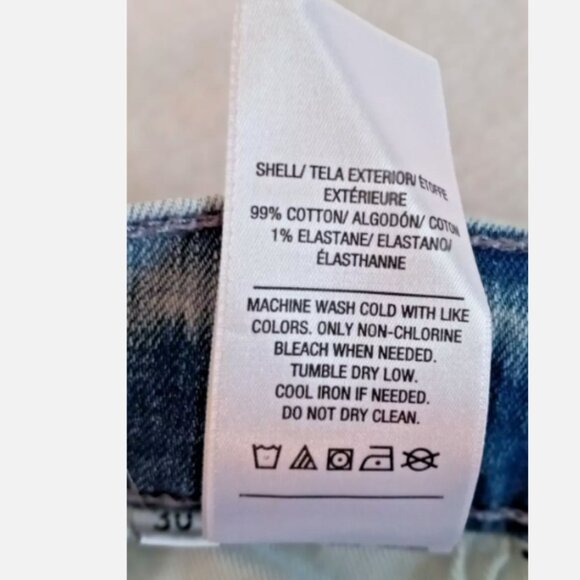 SHELL/ TELA EXTERIOR/ ÉTOFFE
EXTÉRIEURE
99% COTTON/ ALGODÓN/ COTON
1% ELASTANE/ ELASTANO/
ÉLASTHANNE
MACHINE WASH COLD WITH LIKE
COLORS. ONLY NON-CHLORINE
BLEACH WHEN NEEDED.
TUMBLE DRY LOW.
COOL IRON IF NEEDED.
DO NOT DRY CLEAN.
30